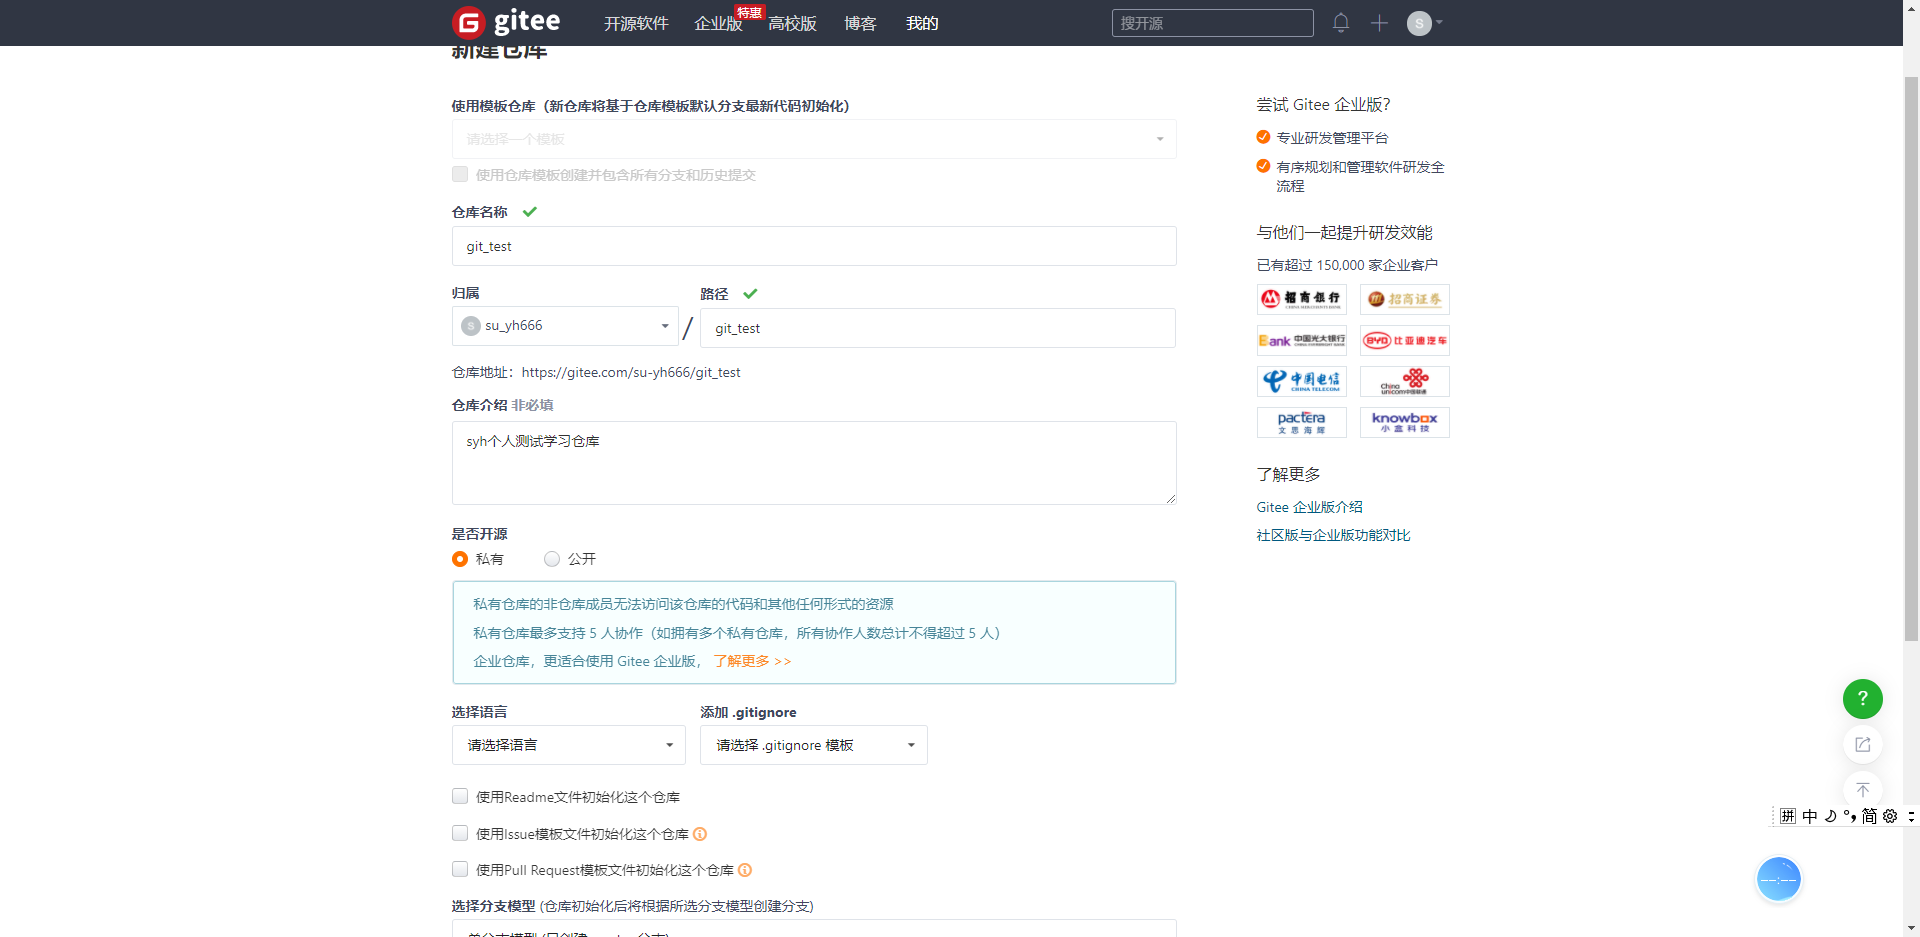 gitee
开源软件
企业版
特惠
高校版
博客
我的
搜开源
S
新建仓库
使用模板仓库（新仓库将基于仓库模板默认分支最新代码初始化）
请选择一个模板
使用仓库模板创建并包含所有分支和历史提交
仓库名称
git_test
归属
路径
S su_yh666
/
git_test
仓库地址：https://gitee.com/su-yh666/git_test
仓库介绍 非必填
syh个人测试学习仓库
是否开源
私有
公开
私有仓库的非仓库成员无法访问该仓库的代码和其他任何形式的资源
私有仓库最多支持 5 人协作（如拥有多个私有仓库，所有协作人数总计不得超过 5 人）
企业仓库，更适合使用 Gitee 企业版， 了解更多 >>
选择语言
添加 .gitignore
请选择语言
请选择 .gitignore 模板
使用Readme文件初始化这个仓库
使用Issue模板文件初始化这个仓库
使用Pull Request模板文件初始化这个仓库
选择分支模型 (仓库初始化后将根据所选分支模型创建分支)
尝试 Gitee 企业版？
专业研发管理平台
有序规划和管理软件研发全
流程
与他们一起提升研发效能
已有超过 150,000 家企业客户
招商银行
招商证券
Bank 中国光大银行
BYD 比亚迪汽车
中国电信
CHINA TELECOM
China
unicom中国联通
pactera
文思海辉
knowbox
小盒科技
了解更多
Gitee 企业版介绍
社区版与企业版功能对比
?
拼 中 简
--:--